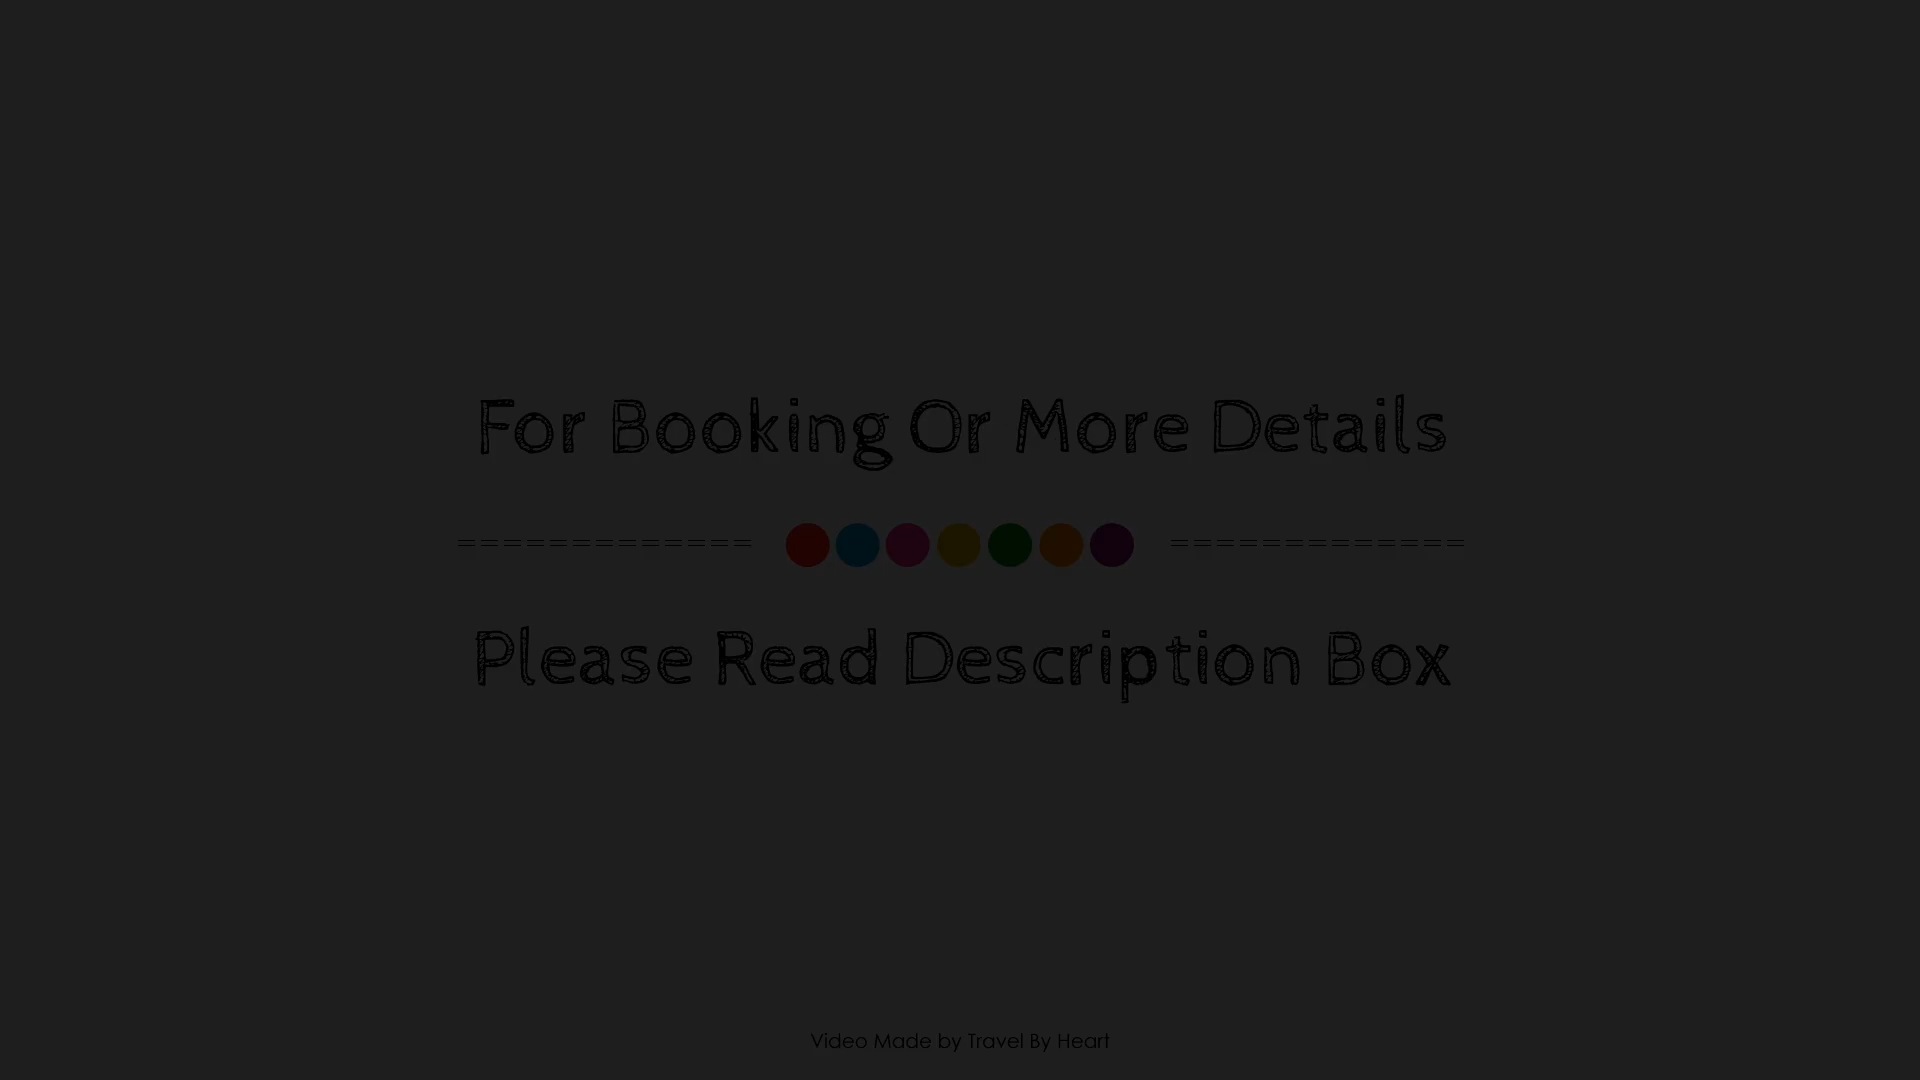 For Booking Or More Details
============= =============
Please Read Description Box
Video Made by Travel By Heart